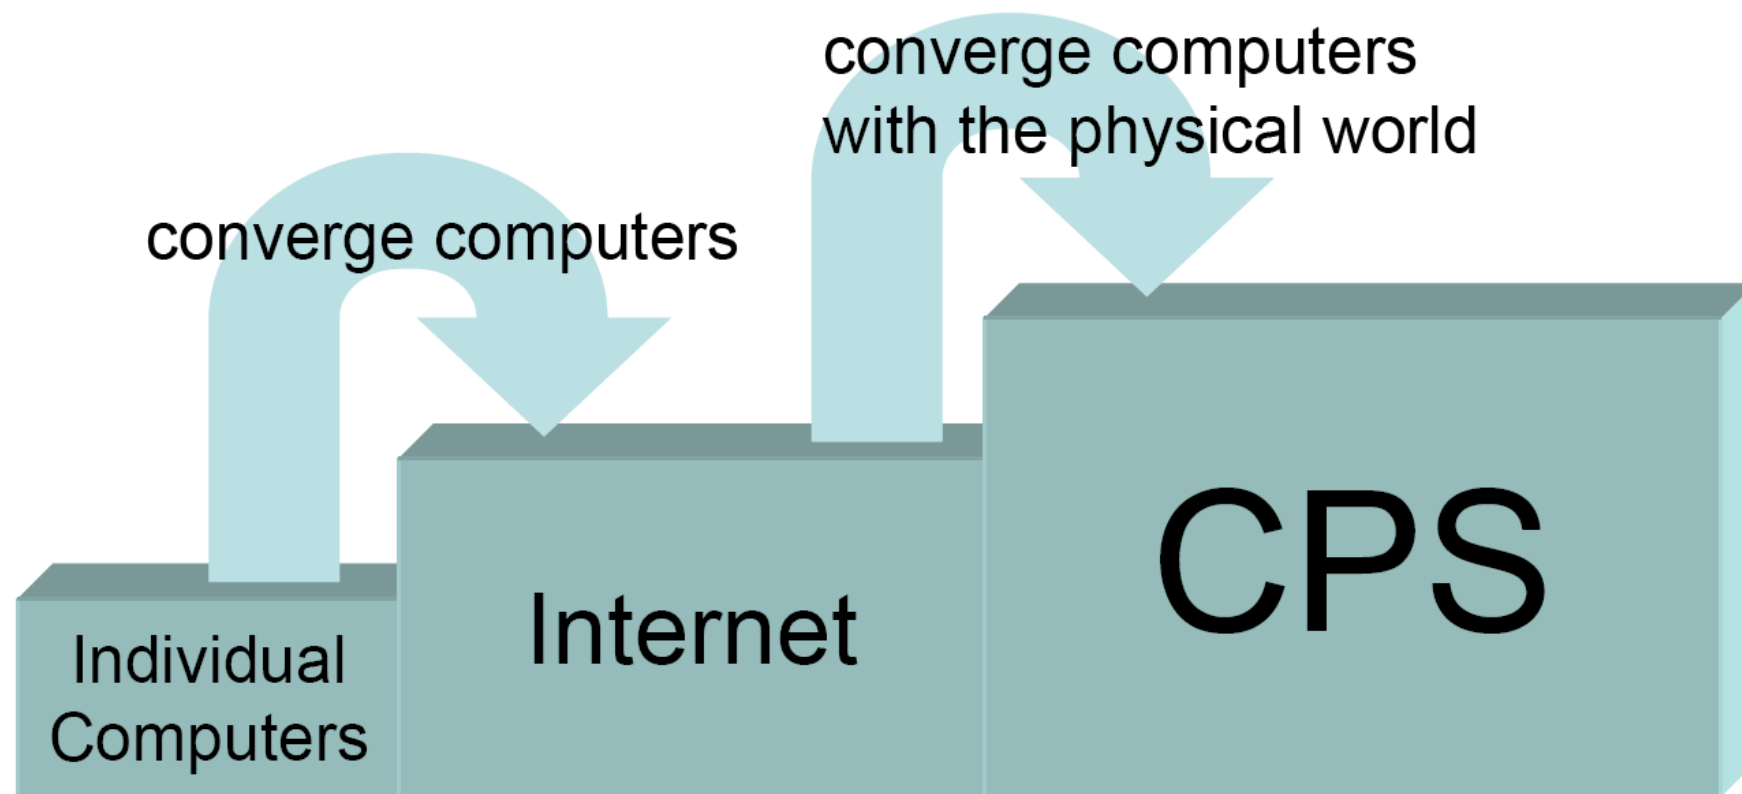 converge computers
with the physical world
converge computers
CPS
Internet
Individual
Computers